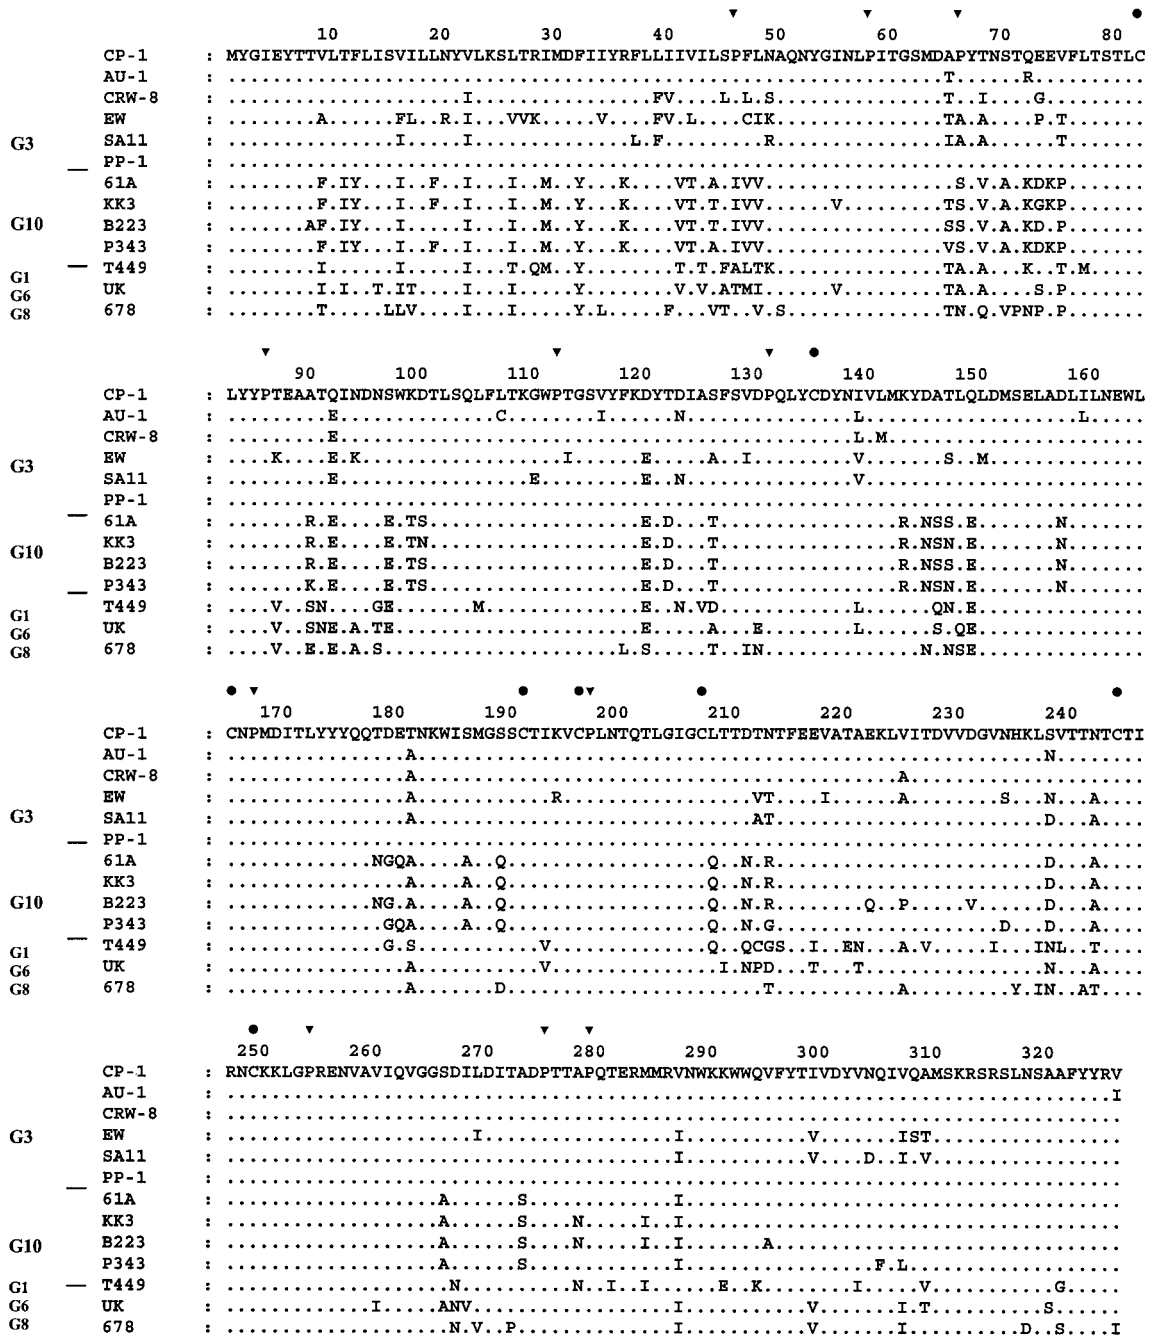 10 20 30 40 50 60 70 80
CP-1 : MYGIEYTTVLTFLISVILLNYVLKSLTRIMDFIIYRFLLIIVILSPFLNAQNYGINLPITGSMDAPYTNSTQEEVFLTSTLC
AU-1 : ................................................................T......R..........
CRW-8 : .....................I................FV....L.L.S...............T..I....G.........
EW : ........A......FL..R.I...VVK.....V....FV.L....CIK...............TA.A....P.T.......
G3 SA11 : ...............I.....I..............L.F.........R...............IA.A......T.......
PP-1 : ..................................................................................
61A : ........F.IY...I..F..I...I..M..Y...K....VT.A.IVV.................S.V.A.KDKP.......
KK3 : ........F.IY...I..F..I...I..M..Y...K....VT.T.IVV......V.........TS.V.A.KGKP.......
G10 B223 : .......AF.IY...I.....I...I..M..Y...K....VT.T.IVV................SS.V.A.KD.P.......
P343 : ........F.IY...I..F..I...I..M..Y...K....VT.A.IVV................VS.V.A.KDKP.......
G1 T449 : ........I......I.....I...T.QM..Y........T.T.FALTK...............TA.A...K..T.M.....
G6 UK : ........I.I..T.IT....I...I.....Y........T.V.ATMI......V.........TA.A....S.P.......
G8 678 : ........T.....LLV....I...I.....Y.L.....F...VT..V.S..............TN.Q.VPNP.P.......
90 100 110 120 130 140 150 160
CP-1 : LYYPTEAATQINDNSWKDTLSQLFLTKGWPTGSVYFKDYTDIASFSVDPQLYCDYNIVLMKYDATLQLDMSELADLILNEWL
AU-1 : .........E..............C........V......N...............L...................L.....
CRW-8 : .........E..............................................L.M.......................
G3 EW : ....K....E.K..................I......E.....A..I.........V.......S..M..............
SA11 : .........E.................E.........E..N...............V.........................
PP-1 : ..................................................................................
61A : .......R.E....E.TS...................E.D...T................R.NSS.E.......N.......
G10 KK3 : .......R.E....E.TN...................E.D...T................R.NSN.E.......N.......
B223 : .......R.E....E.TS...................E.D...T................R.NSN.E.......N.......
P343 : .......K.E....E.TS...................E.D...T................R.NSN.E.......N.......
G1 T449 : ....V..SN....GE.......M..............E..N.VD............L......QN.E...............
G6 UK : ....V..SNE.A.TE......................E.....A...E........L......S.QE...............
G8 678 : ....V..E.E.A.S.....................L.S.....T..IN..............N.NSE...............
170 180 190 200 210 220 230 240
CP-1 : CNPMDITLYYYQQTDETNKWISMGSSCTIKVCPLNTQTLGIGCLTTDTNTFEEVATAEKLVITDVVDGVNHKLSVTTNTCTI
AU-1 : ................A........................................................N........
CRW-8 : ................A...........................................A.....................
EW : ................A............R.................VT....I......A........S...N...A....
G3 SA11 : ................A..............................AT........................D...A....
PP-1 : ..................................................................................
61A : .............NGQA....A..Q..................Q..N.R........................D...A....
KK3 : ................A....A..Q..................Q..N.R........................D...A....
G10 B223 : .............NG.A....A..Q..................Q..N.R........Q..P.....V......D...A....
P343 : ..............GQA....A..Q..................Q..N.G....................D...D...A....
G1 T449 : ..............G.S...........V..............Q..QCGS..I..EN...A.V.....I...INL..T....
G6 UK : ................A...........V...............I.NPD...T...T................N...A....
G8 678 : ................A.......D.......................T...........A.........Y.IN..AT....
250 260 270 280 290 300 310 320
CP-1 : RNCKKLGPRENVAVIQVGGSDILDITADPTTAPQTERMMRVNWKKWWQVFYTIVDYVNQIVQAMSKRSRSLNSAAFYYRV
AU-1 : ...............................................................................I
CRW-8 : ................................................................................
G3 EW : ......................I.................I...........V.......IST.................
SA11 : ........................................I...........V....D..I.V.................
PP-1 : ................................................................................
61A : ...................A......S.............I.......................................
KK3 : ...................A......S....N.....I..I.......................................
G10 B223 : ...................A......S....N.....I..I.......A...............................
P343 : ...................A......S.............I.................F.L...................
G1 T449 : ....................N..........N..I..I......E..K........I.....V...........G.....
G6 UK : .............I.....ANV..................I...........V.......I.T..........S......
G8 678 : ....................N.I..P..............I...........V.......I..........D..S....I